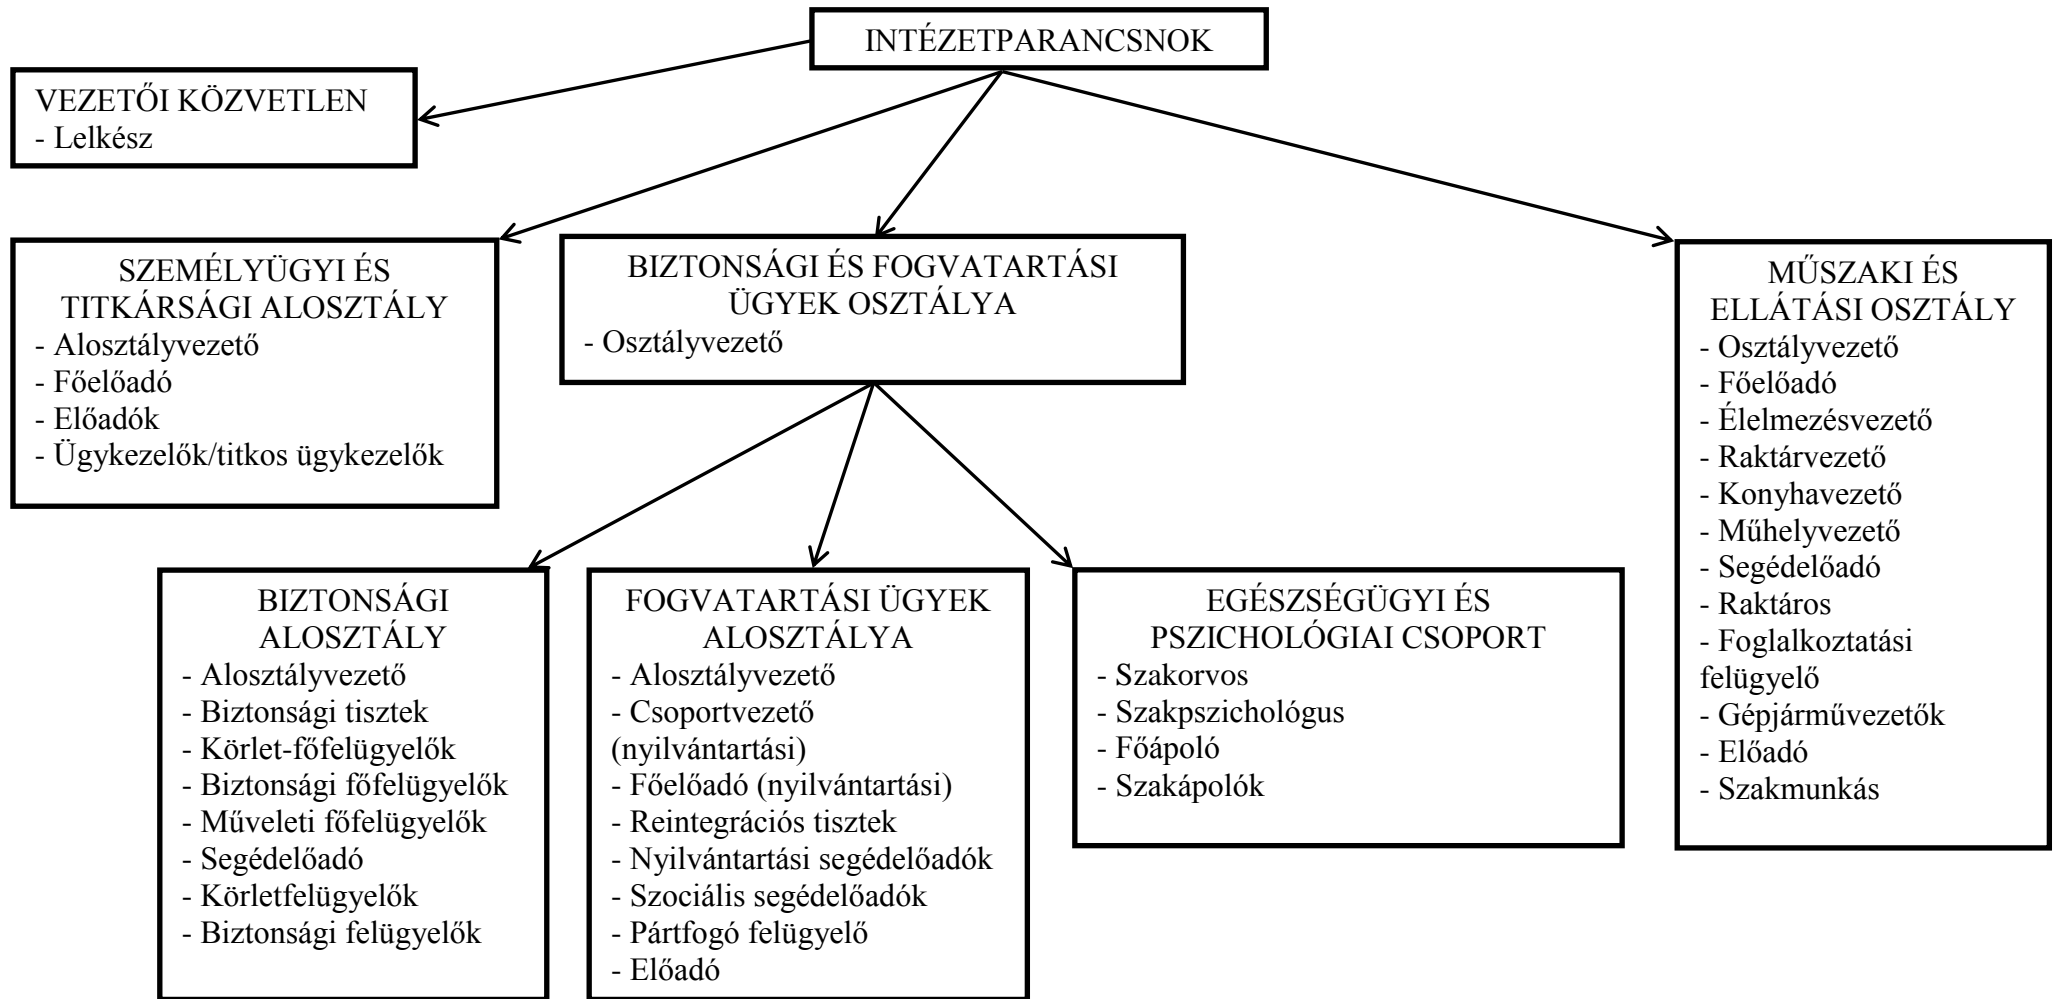 INTÉZETPARANCSNOK
VEZETŐI KÖZVETLEN
- Lelkész
SZEMÉLYÜGYI ÉS
TITKÁRSÁGI ALOSZTÁLY
- Alosztályvezető
- Főelőadó
- Előadók
- Ügykezelők/titkos ügykezelők
BIZTONSÁGI ÉS FOGVATARTÁSI
ÜGYEK OSZTÁLYA
- Osztályvezető
MŰSZAKI ÉS
ELLÁTÁSI OSZTÁLY
- Osztályvezető
- Főelőadó
- Élelmezésvezető
- Raktárvezető
- Konyhavezető
- Műhelyvezető
- Segédelőadó
- Raktáros
- Foglalkoztatási
felügyelő
- Gépjárművezetők
- Előadó
- Szakmunkás
BIZTONSÁGI
ALOSZTÁLY
- Alosztályvezető
- Biztonsági tisztek
- Körlet-főfelügyelők
- Biztonsági főfelügyelők
- Műveleti főfelügyelők
- Segédelőadó
- Körletfelügyelők
- Biztonsági felügyelők
FOGVATARTÁSI ÜGYEK
ALOSZTÁLYA
- Alosztályvezető
- Csoportvezető
(nyilvántartási)
- Főelőadó (nyilvántartási)
- Reintegrációs tisztek
- Nyilvántartási segédelőadók
- Szociális segédelőadók
- Pártfogó felügyelő
- Előadó
EGÉSZSÉGÜGYI ÉS
PSZICHOLÓGIAI CSOPORT
- Szakorvos
- Szakpszichológus
- Főápoló
- Szakápolók